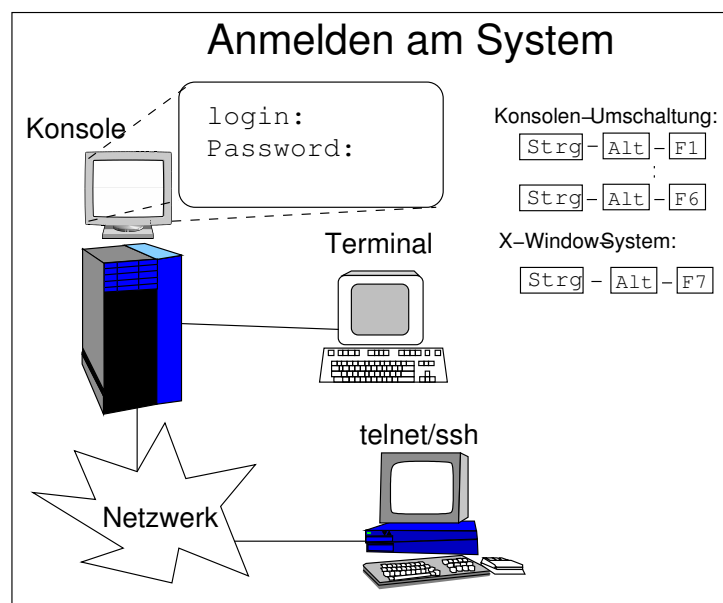 Anmelden am System
Konsole
login:
Password:
Konsolen–Umschaltung:
Strg – Alt – F1
:
Strg – Alt – F6
X–Window–System:
Strg – Alt – F7
Terminal
telnet/ssh
Netzwerk